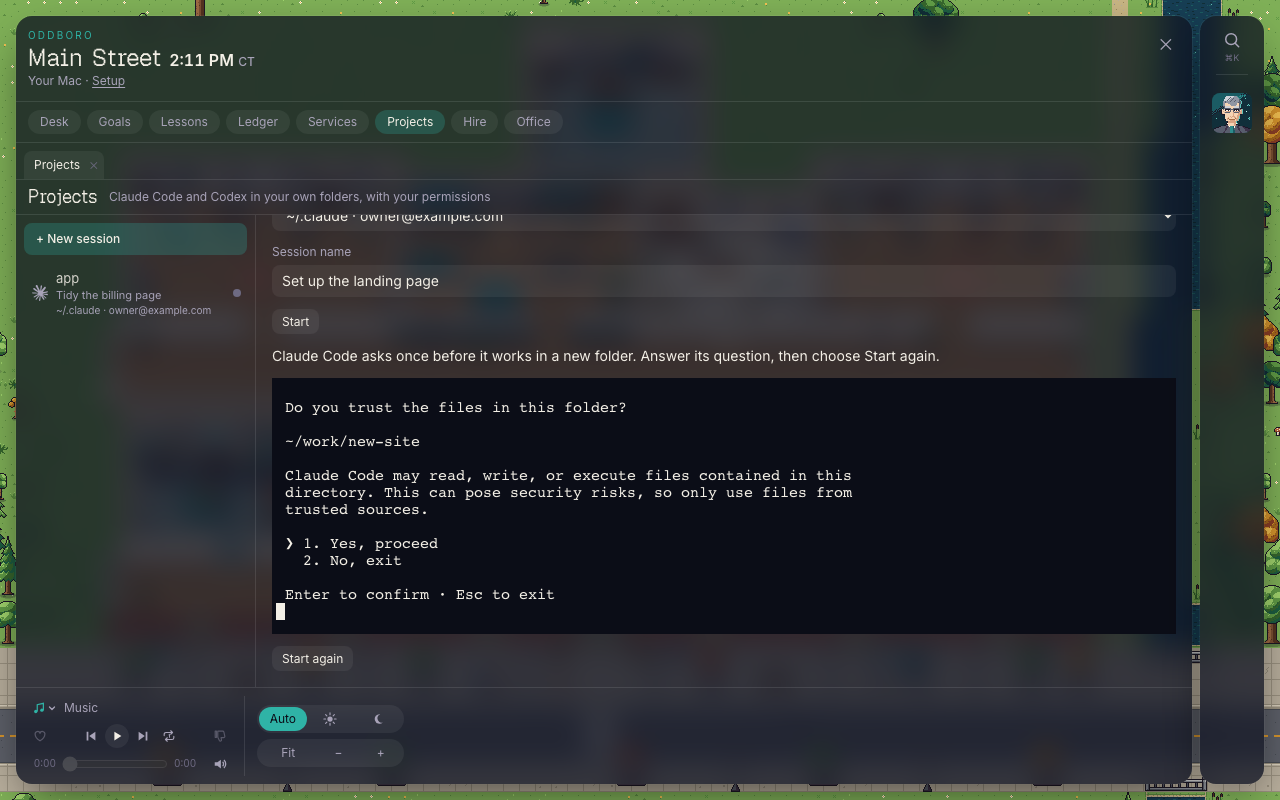 ODDBORO
Main Street 2:11 PM CT
Your Mac · Setup
⌘K
Desk Goals Lessons Ledger Services Projects Hire Office
Projects ×
Projects Claude Code and Codex in your own folders, with your permissions
+ New session
app
Tidy the billing page
~/.claude · owner@example.com
~/.claude · owner@example.com
Session name
Set up the landing page
Start
Claude Code asks once before it works in a new folder. Answer its question, then choose Start again.
Do you trust the files in this folder?
~/work/new-site
Claude Code may read, write, or execute files contained in this
directory. This can pose security risks, so only use files from
trusted sources.
❯ 1. Yes, proceed
2. No, exit
Enter to confirm · Esc to exit
Start again
Music
0:00 0:00
Auto
Fit − +